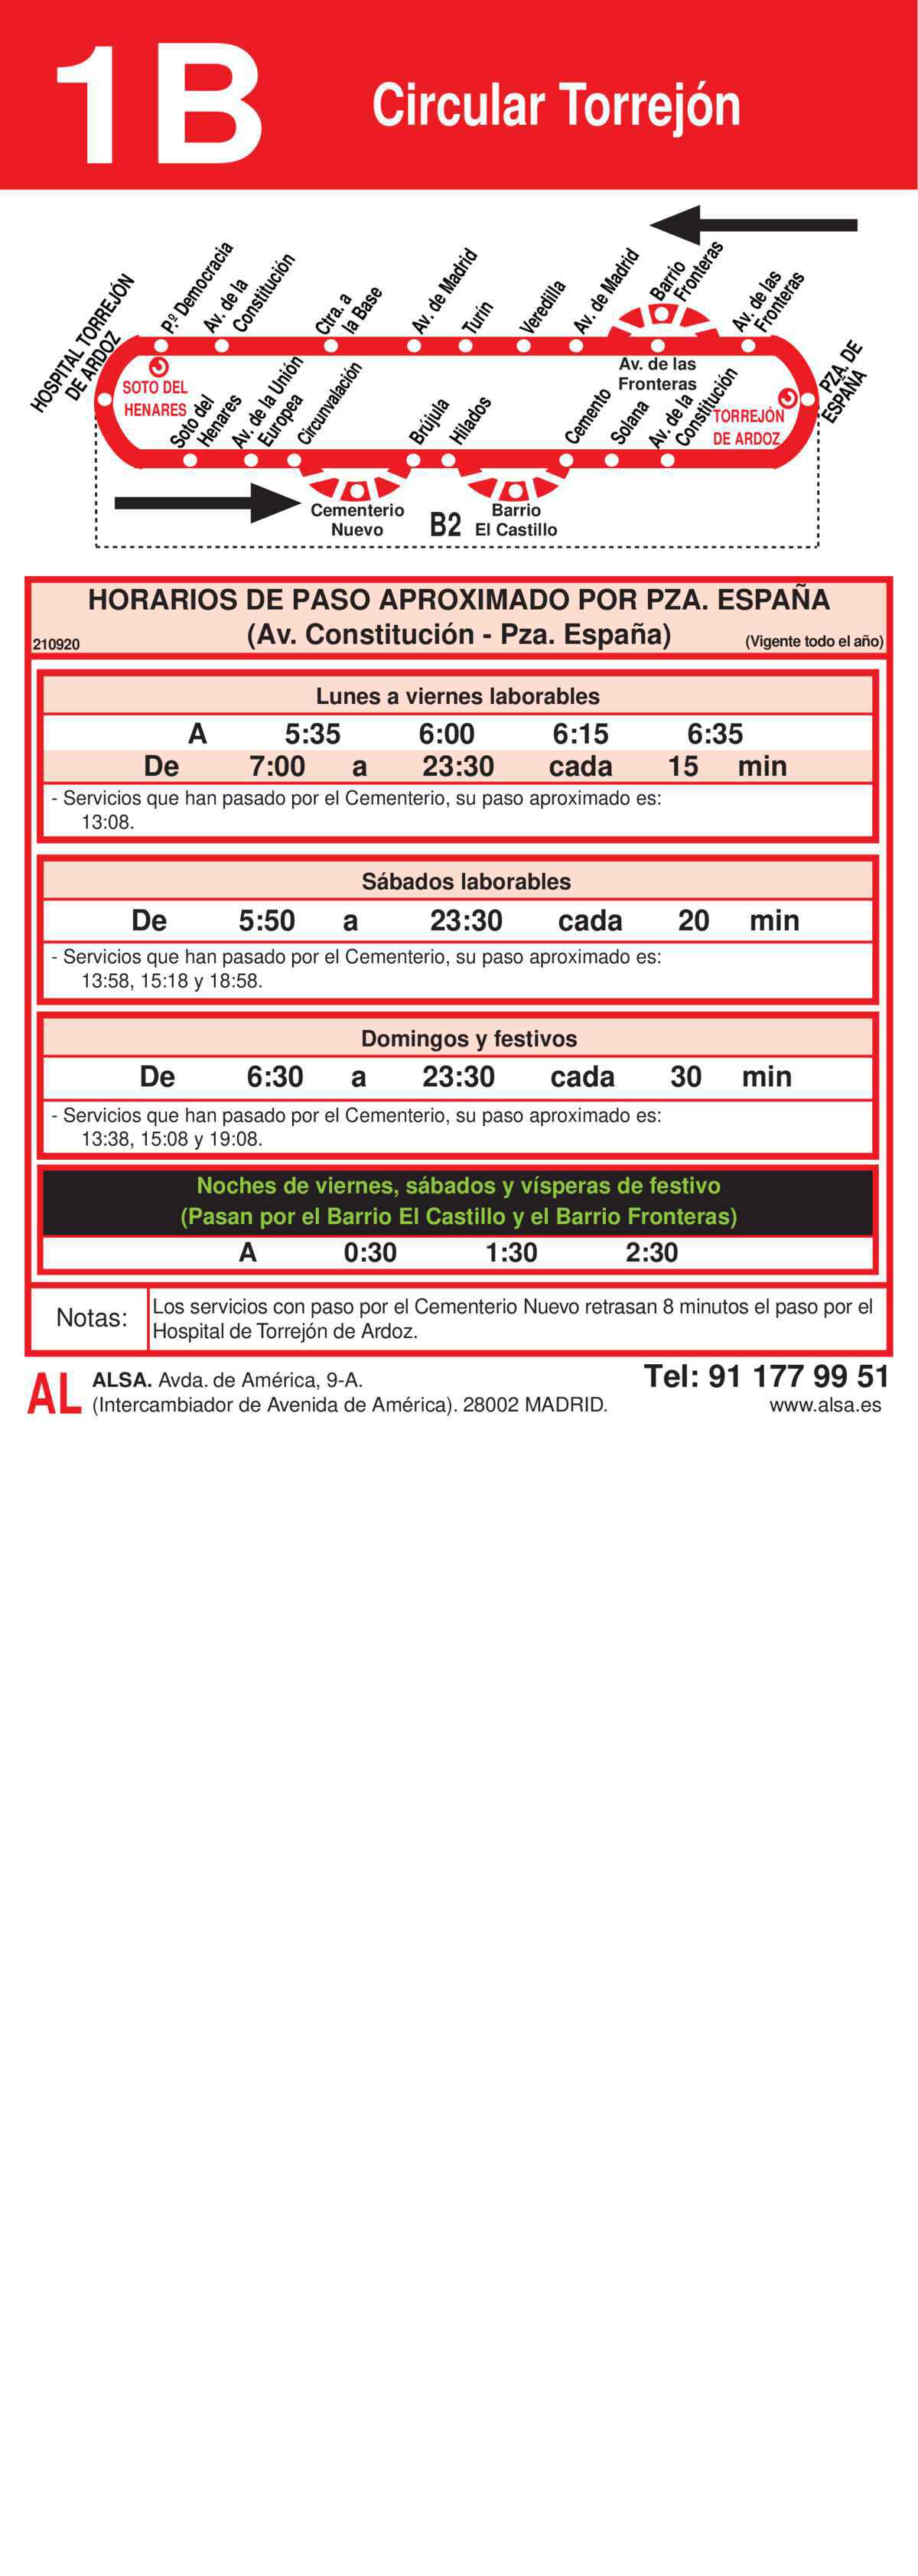 1B
Circular Torrejón
HOSPITAL TORREJÓN
DE ARDOZ
P.º Democracia
Av. de la
Constitución
Ctra. a
la Base
Av. de Madrid
Turín
Veredilla
Av. de Madrid
Barrio
Fronteras
Av. de las
Fronteras
PZA. DE
ESPAÑA
Av. de las
Fronteras
SOTO DEL
HENARES
TORREJÓN
DE ARDOZ
Soto del
Henares
Av. de la Unión
Europea
Circunvalación
Brújula
Hilados
Cemento
Solana
Av. de la
Constitución
Cementerio
Nuevo
B2
Barrio
El Castillo
HORARIOS DE PASO APROXIMADO POR PZA. ESPAÑA
(Av. Constitución - Pza. España)
210920
(Vigente todo el año)
Lunes a viernes laborables
A 5:35 6:00 6:15 6:35
De 7:00 a 23:30 cada 15 min
- Servicios que han pasado por el Cementerio, su paso aproximado es:
13:08.
Sábados laborables
De 5:50 a 23:30 cada 20 min
- Servicios que han pasado por el Cementerio, su paso aproximado es:
13:58, 15:18 y 18:58.
Domingos y festivos
De 6:30 a 23:30 cada 30 min
- Servicios que han pasado por el Cementerio, su paso aproximado es:
13:38, 15:08 y 19:08.
Noches de viernes, sábados y vísperas de festivo
(Pasan por el Barrio El Castillo y el Barrio Fronteras)
A 0:30 1:30 2:30
Notas:
Los servicios con paso por el Cementerio Nuevo retrasan 8 minutos el paso por el
Hospital de Torrejón de Ardoz.
AL
ALSA. Avda. de América, 9-A.
(Intercambiador de Avenida de América). 28002 MADRID.
Tel: 91 177 99 51
www.alsa.es